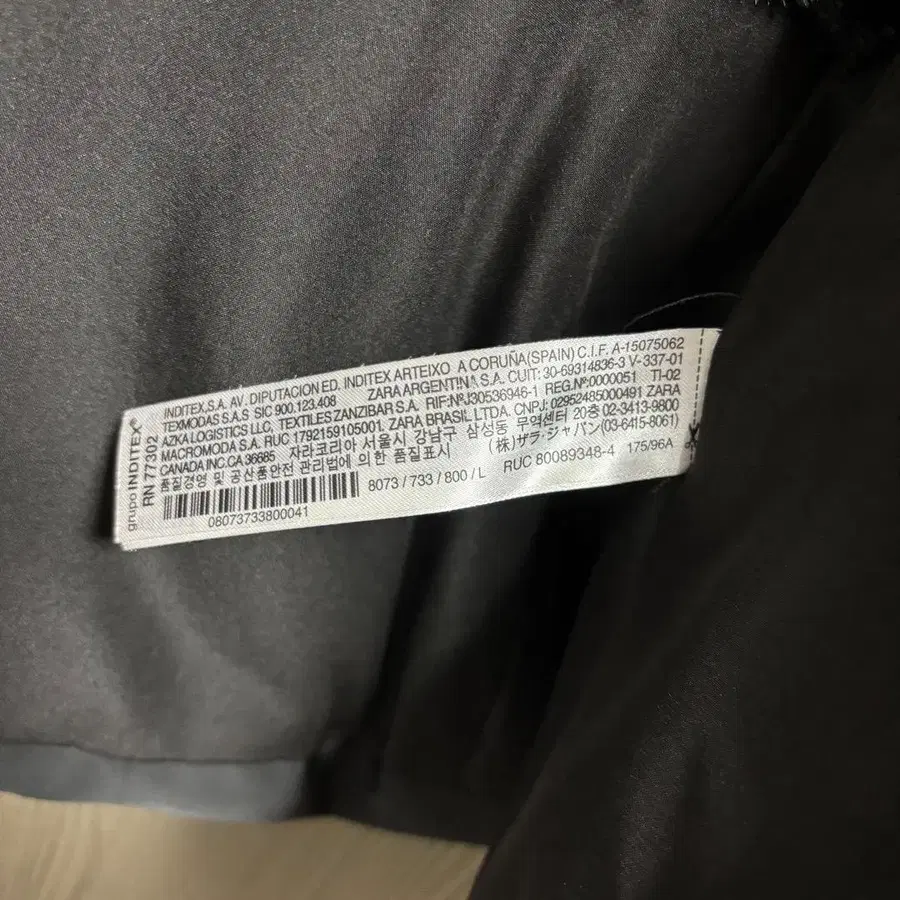 grupo INDITEX®
RN 77302
INDITEX,S.A. AV. DIPUTACION ED. INDITEX ARTEIXO A CORUÑA(SPAIN) C.I.F. A-15075062
TEXMODAS S.A.S SIC 900.123.408 ZARA ARGENTINA S.A. CUIT: 30-69314836-3 V-337-01
AZKA LOGISTICS LLC, TEXTILES ZANZIBAR S.A. RIF:NºJ30536946-1 REG.Nº:0000051 TI-02
MACROMODA S.A. RUC 1792159105001. ZARA BRASIL LTDA. CNPJ: 02952485000491 ZARA
CANADA INC.CA 36685 자라코리아 서울시 강남구 삼성동 무역센터 20층 02-3413-9800
품질경영 및 공산품안전 관리법에 의한 품질표시 (株)ザラ・ジャパン(03-6415-8061)
8073 / 733 / 800 / L RUC 80089348-4 175/96A
08073733800041